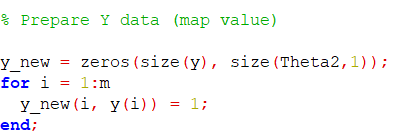 % Prepare Y data (map value)
y_new = zeros(size(y), size(Theta2,1));
for i = 1:m
  y_new(i, y(i)) = 1;
end;